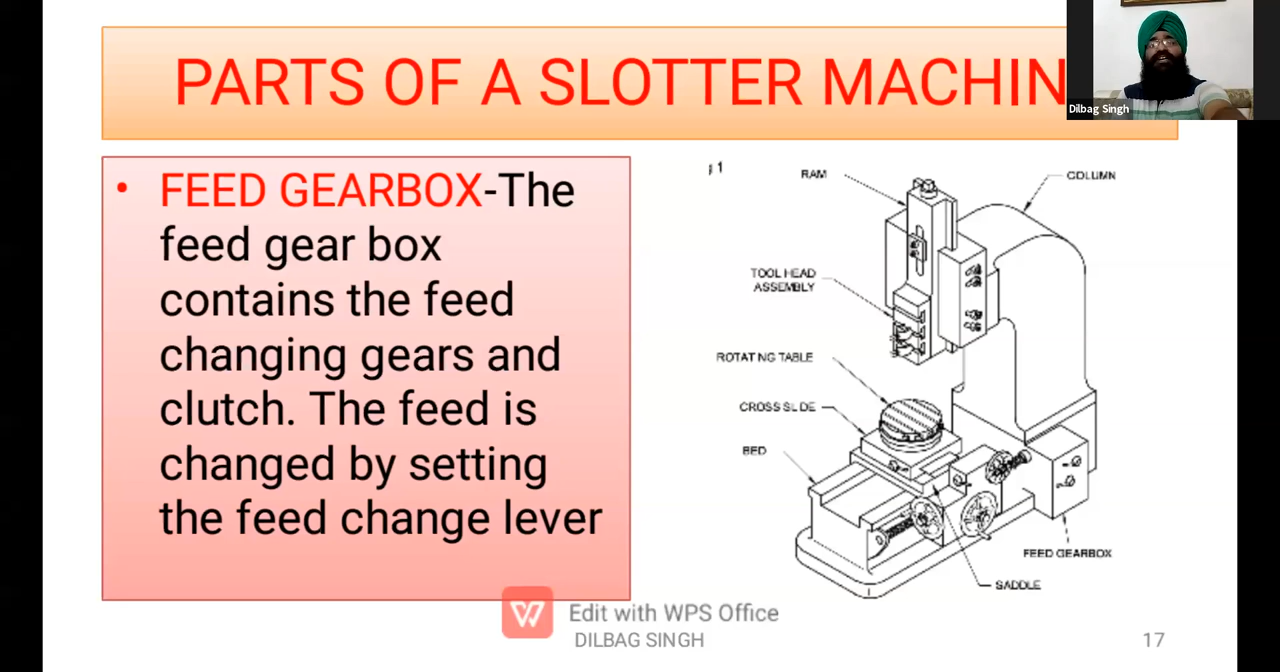 PARTS OF A SLOTTER MACHIN
Dilbag Singh
• FEED GEARBOX-The
feed gear box
contains the feed
changing gears and
clutch. The feed is
changed by setting
the feed change lever
1
RAM
COLUMN
TOOL HEAD
ASSEMBLY
ROTATING TABLE
CROSS SLIDE
BED
FEED GEARBOX
SADDLE
Edit with WPS Office
DILBAG SINGH
17